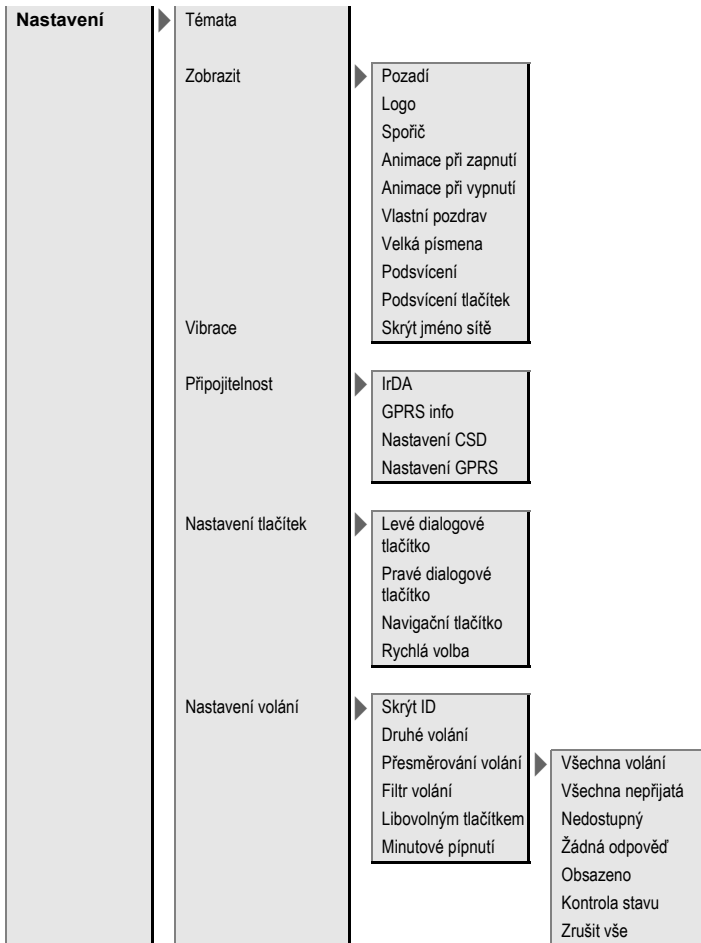 Nastavení
Témata
Zobrazit
Pozadí
Logo
Spořič
Animace při zapnutí
Animace při vypnutí
Vlastní pozdrav
Velká písmena
Podsvícení
Podsvícení tlačítek
Vibrace
Skrýt jméno sítě
Připojitelnost
IrDA
GPRS info
Nastavení CSD
Nastavení GPRS
Nastavení tlačítek
Levé dialogové
tlačítko
Pravé dialogové
tlačítko
Navigační tlačítko
Rychlá volba
Nastavení volání
Skrýt ID
Druhé volání
Přesměrování volání
Filtr volání
Libovolným tlačítkem
Minutové pípnutí
Všechna volání
Všechna nepřijatá
Nedostupný
Žádná odpověď
Obsazeno
Kontrola stavu
Zrušit vše